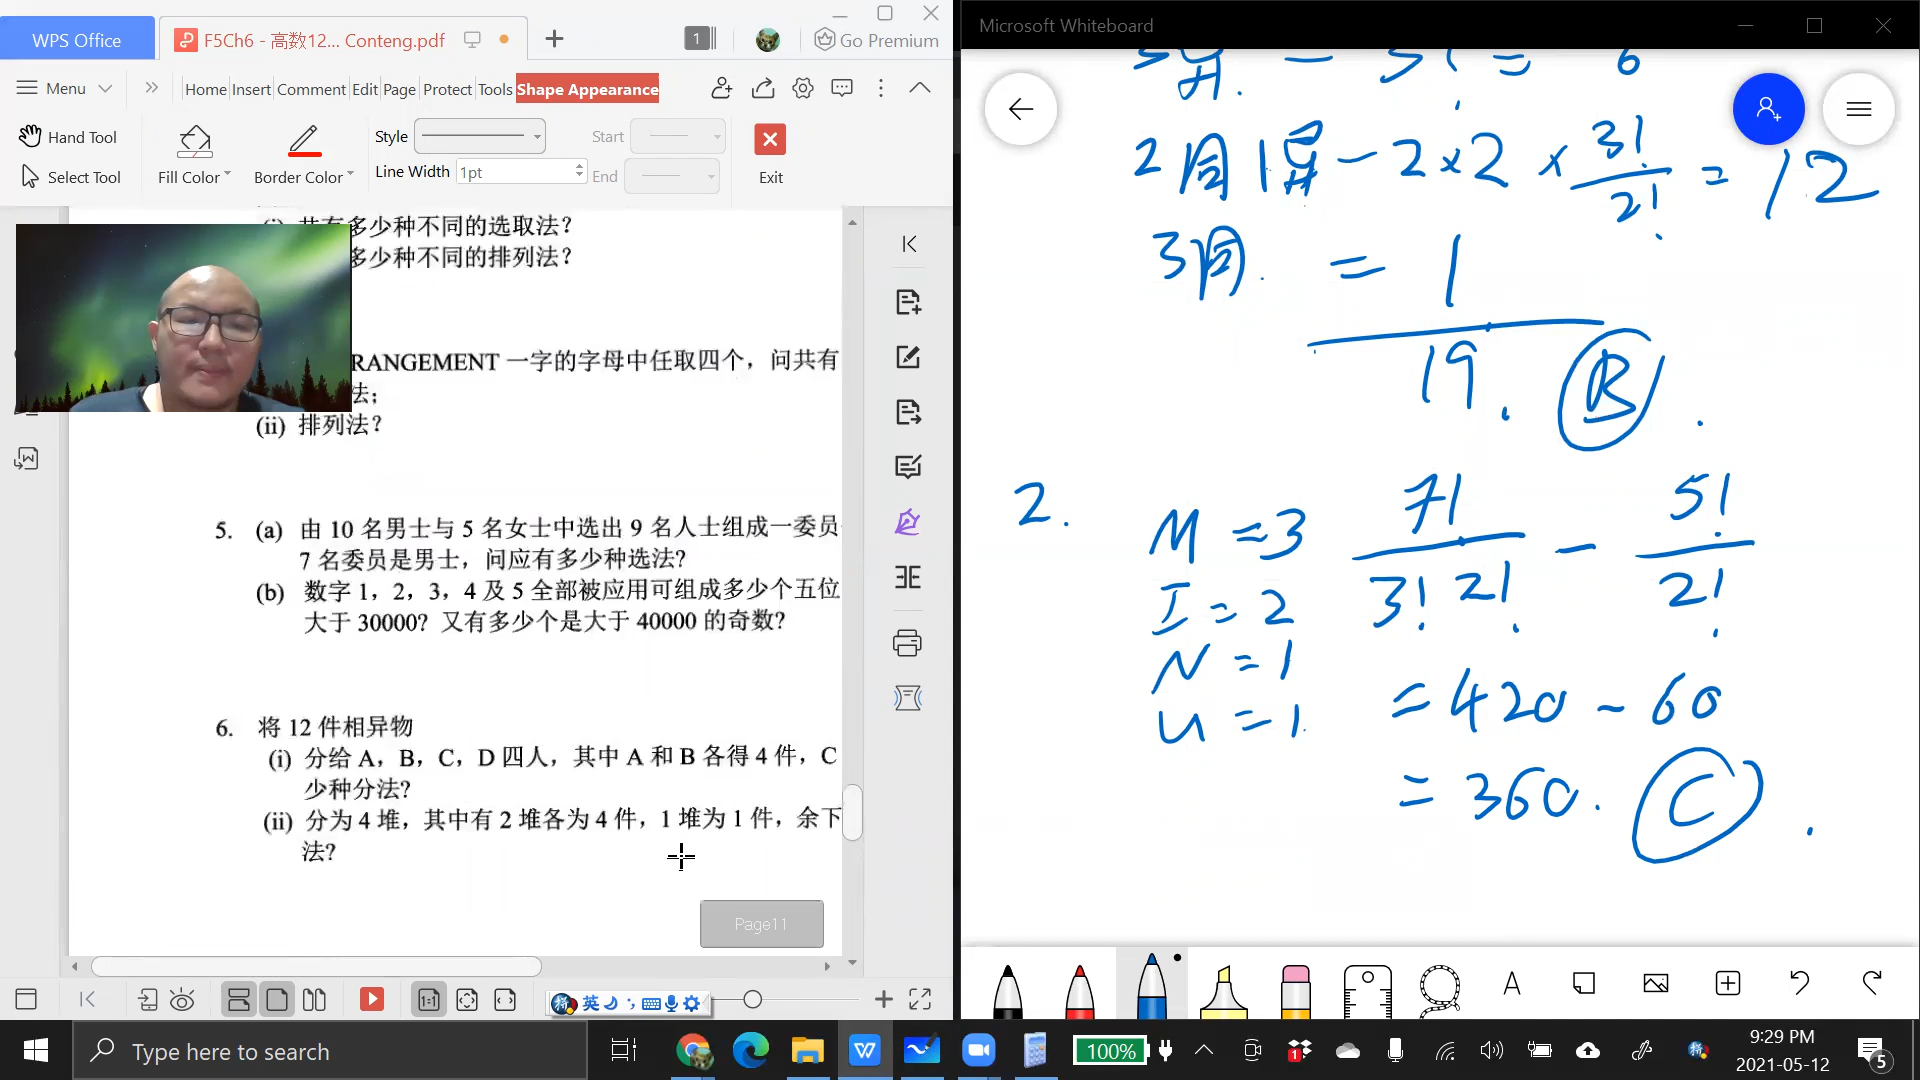 WPS Office
F5Ch6 - 高数12... Conteng.pdf
1
Go Premium
Menu
Home Insert Comment Edit Page Protect Tools Shape Appearance
Hand Tool
Select Tool
Fill Color
Border Color
Style
Line Width 1pt
Start
End
Exit
多少种不同的选取法?
多少种不同的排列法?
RANGEMENT 一字的字母中任取四个，问共有
法;
(ii) 排列法?
5. (a) 由 10 名男士与 5 名女士中选出 9 名人士组成一委员
7 名委员是男士，问应有多少种选法?
(b) 数字 1，2，3，4 及 5 全部被应用可组成多少个五位
大于 30000? 又有多少个是大于 40000 的奇数?
6. 将 12 件相异物
(i) 分给 A，B，C，D 四人，其中 A 和 B 各得 4 件，C
少种分法?
(ii) 分为 4 堆，其中有 2 堆各为 4 件，1 堆为 1 件，余下
法?
Page11
英
Microsoft Whiteboard
3异. - 3! = 6
2同1异 - 2×2 × 3!/2! = 12
3同. = 1
19. B
2.
M = 3
I = 2
N = 1
U = 1.
7!/3!2! - 5!/2!
= 420 - 60
= 360. C
Type here to search
100%
1
9:29 PM
2021-05-12
5